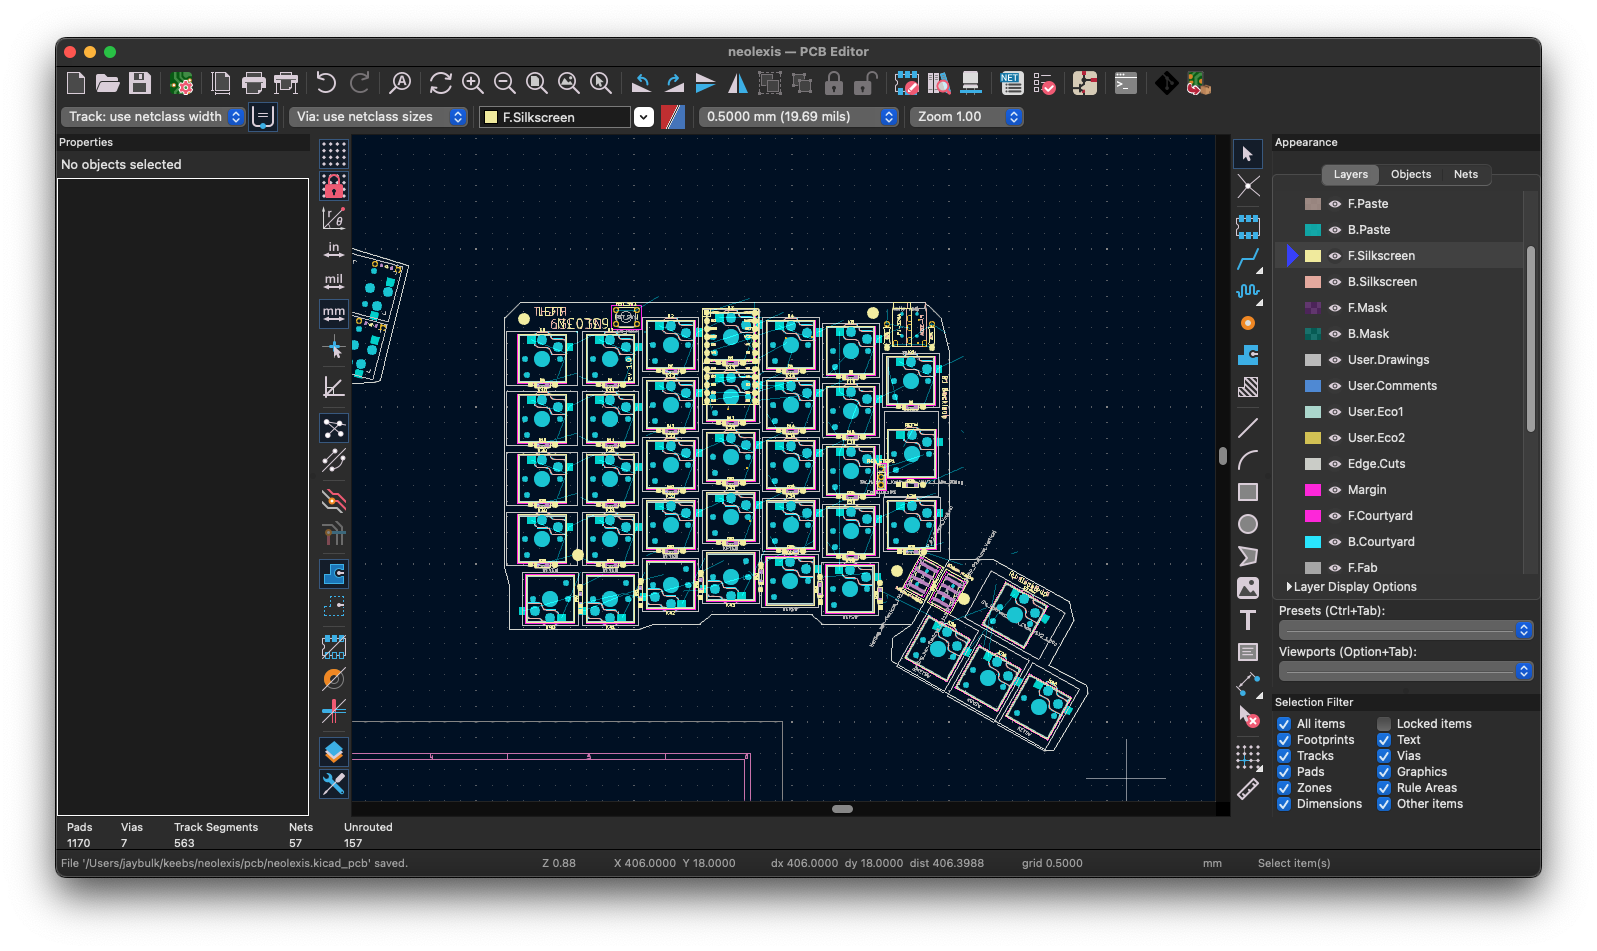 neolexis — PCB Editor
NET
Track: use netclass width
Via: use netclass sizes
F.Silkscreen
0.5000 mm (19.69 mils)
Zoom 1.00
Properties
No objects selected
in
mil
mm
Appearance
Layers
Objects
Nets
F.Paste
B.Paste
F.Silkscreen
B.Silkscreen
F.Mask
B.Mask
User.Drawings
User.Comments
User.Eco1
User.Eco2
Edge.Cuts
Margin
F.Courtyard
B.Courtyard
F.Fab
Layer Display Options
Presets (Ctrl+Tab):
Viewports (Option+Tab):
Selection Filter
All items
Locked items
Footprints
Text
Tracks
Vias
Pads
Graphics
Zones
Rule Areas
Dimensions
Other items
Pads
Vias
Track Segments
Nets
Unrouted
1170
7
563
57
157
File '/Users/jaybulk/keebs/neolexis/pcb/neolexis.kicad_pcb' saved.
Z 0.88
X 406.0000 Y 18.0000
dx 406.0000 dy 18.0000 dist 406.3988
grid 0.5000
mm
Select item(s)